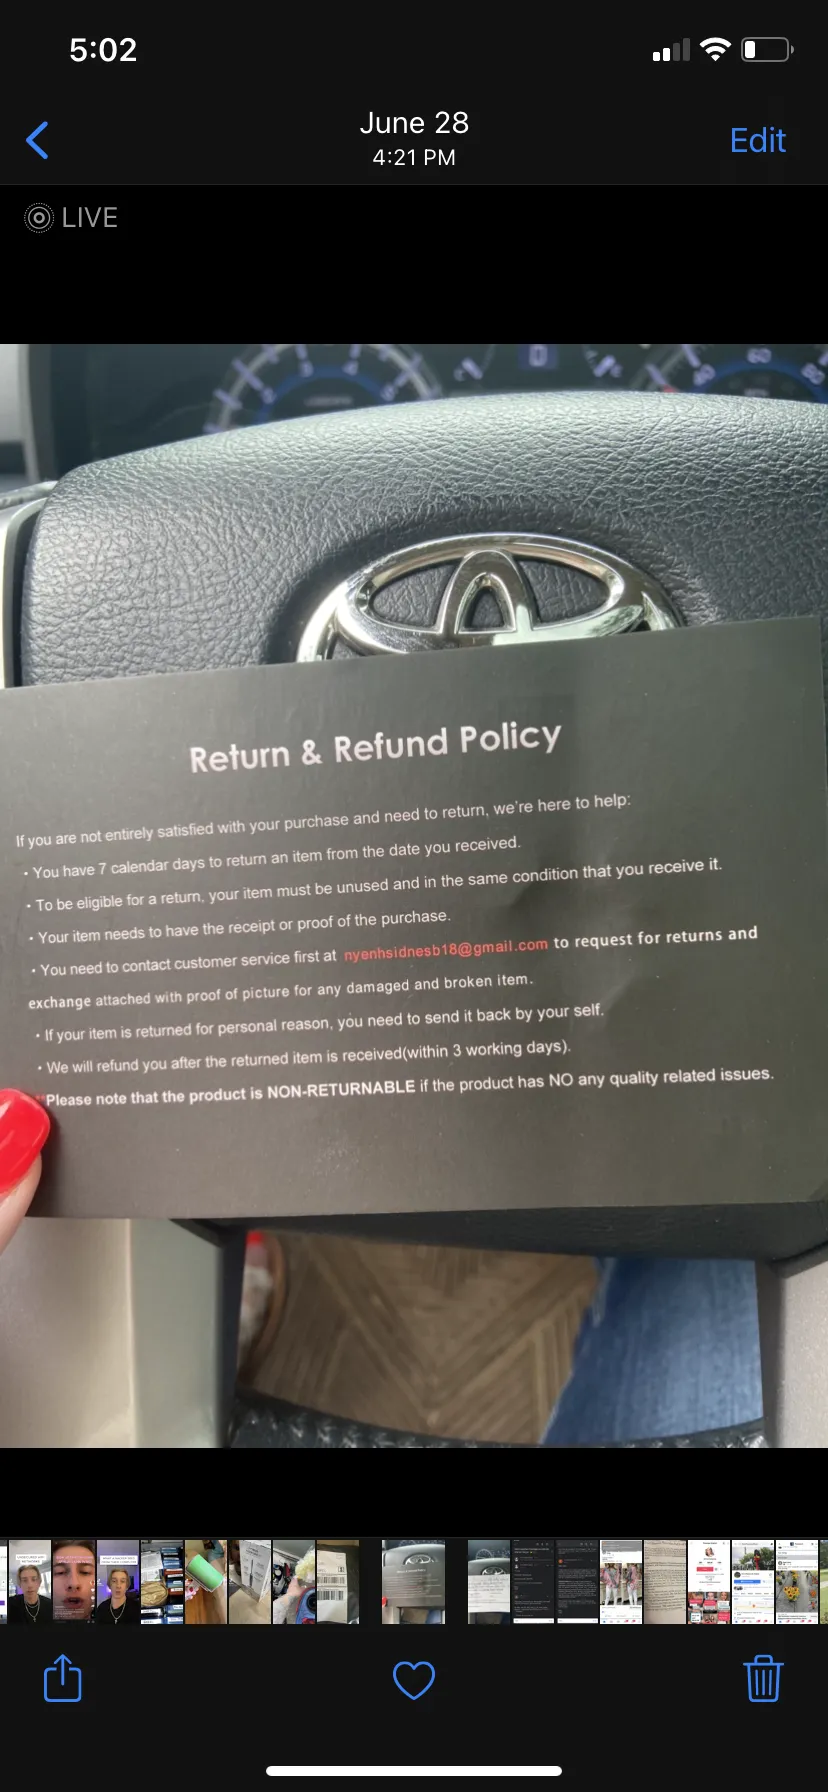 5:02
June 28
4:21 PM
Edit
LIVE
Return & Refund Policy
If you are not entirely satisfied with your purchase and need to return, we're here to help:
• You have 7 calendar days to return an item from the date you received.
• To be eligible for a return, your item must be unused and in the same condition that you receive it.
• Your item needs to have the receipt or proof of the purchase.
• You need to contact customer service first at nyenhsidnesb18@gmail.com to request for returns and
exchange attached with proof of picture for any damaged and broken item.
• If your item is returned for personal reason, you need to send it back by your self.
• We will refund you after the returned item is received(within 3 working days).
*Please note that the product is NON-RETURNABLE if the product has NO any quality related issues.